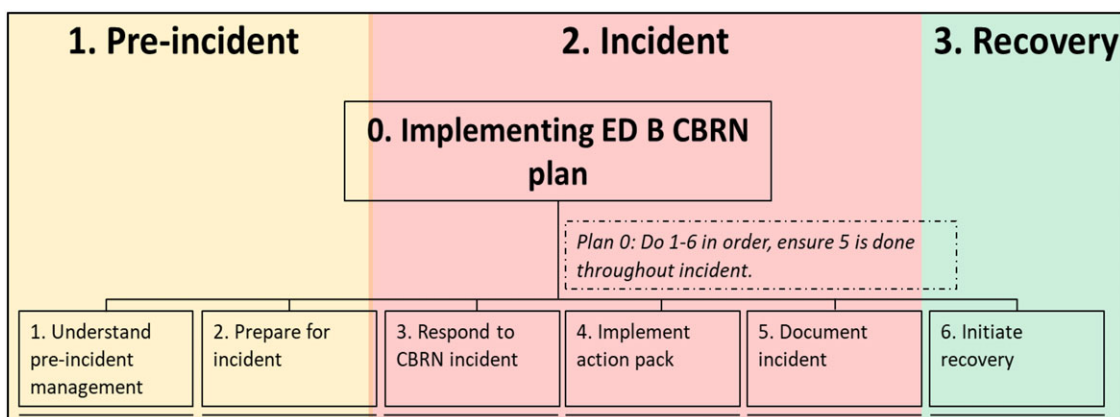 1. Pre-incident
2. Incident
3. Recovery
0. Implementing ED B CBRN
plan
Plan 0: Do 1-6 in order, ensure 5 is done
throughout incident.
1. Understand
pre-incident
management
2. Prepare for
incident
3. Respond to
CBRN incident
4. Implement
action pack
5. Document
incident
6. Initiate
recovery